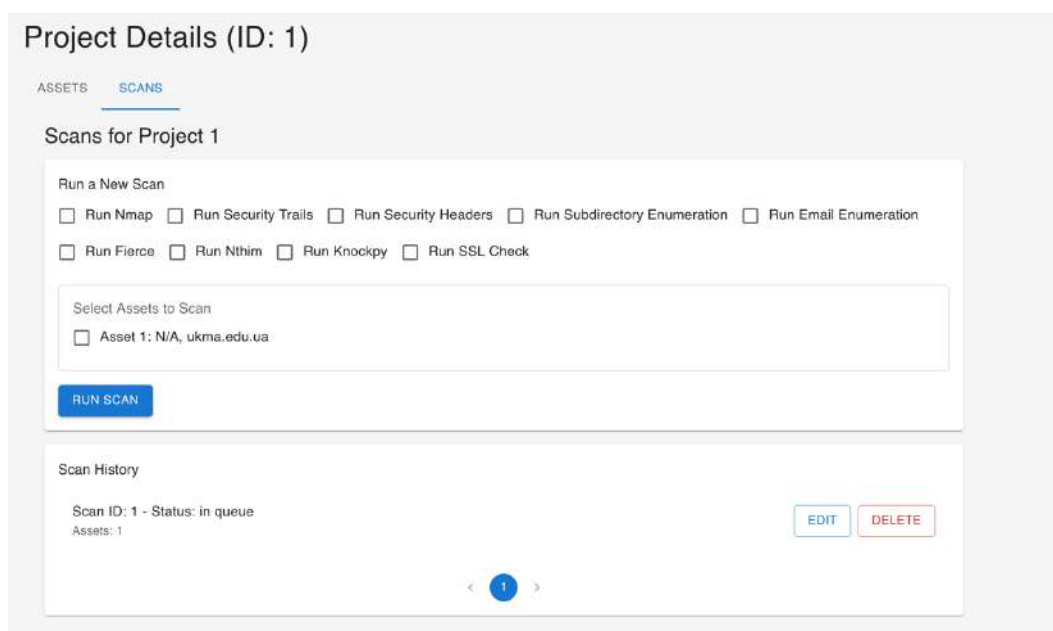 Project Details (ID: 1)
ASSETS SCANS
Scans for Project 1
Run a New Scan
Run Nmap Run Security Trails Run Security Headers Run Subdirectory Enumeration Run Email Enumeration
Run Fierce Run Nthim Run Knockpy Run SSL Check
Select Assets to Scan
Asset 1: N/A, ukma.edu.ua
RUN SCAN
Scan History
Scan ID: 1 - Status: in queue
Assets: 1
EDIT DELETE
< 1 >